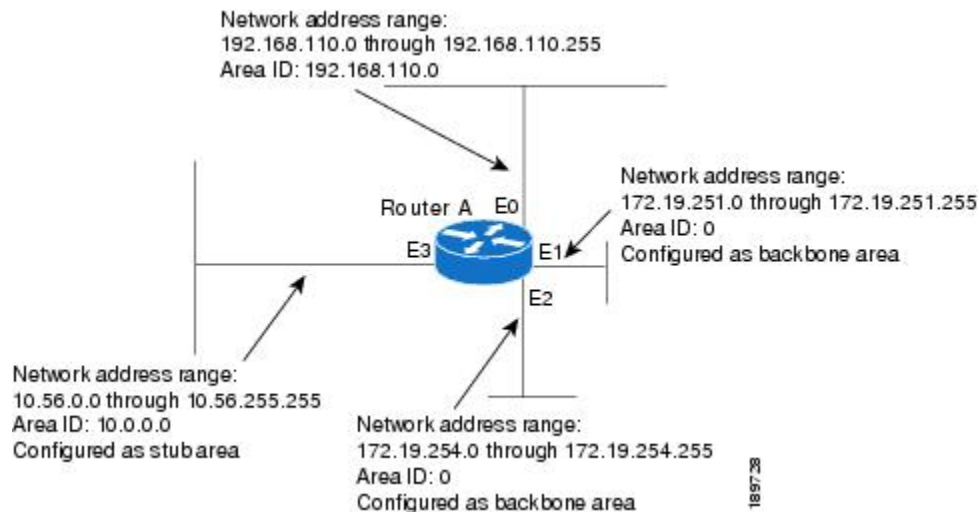 Network address range:
192.168.110.0 through 192.168.110.255
Area ID: 192.168.110.0
Network address range:
172.19.251.0 through 172.19.251.255
Area ID: 0
Configured as backbone area
Router A
E0
E3
E1
E2
Network address range:
10.56.0.0 through 10.56.255.255
Area ID: 10.0.0.0
Configured as stub area
Network address range:
172.19.254.0 through 172.19.254.255
Area ID: 0
Configured as backbone area
189728